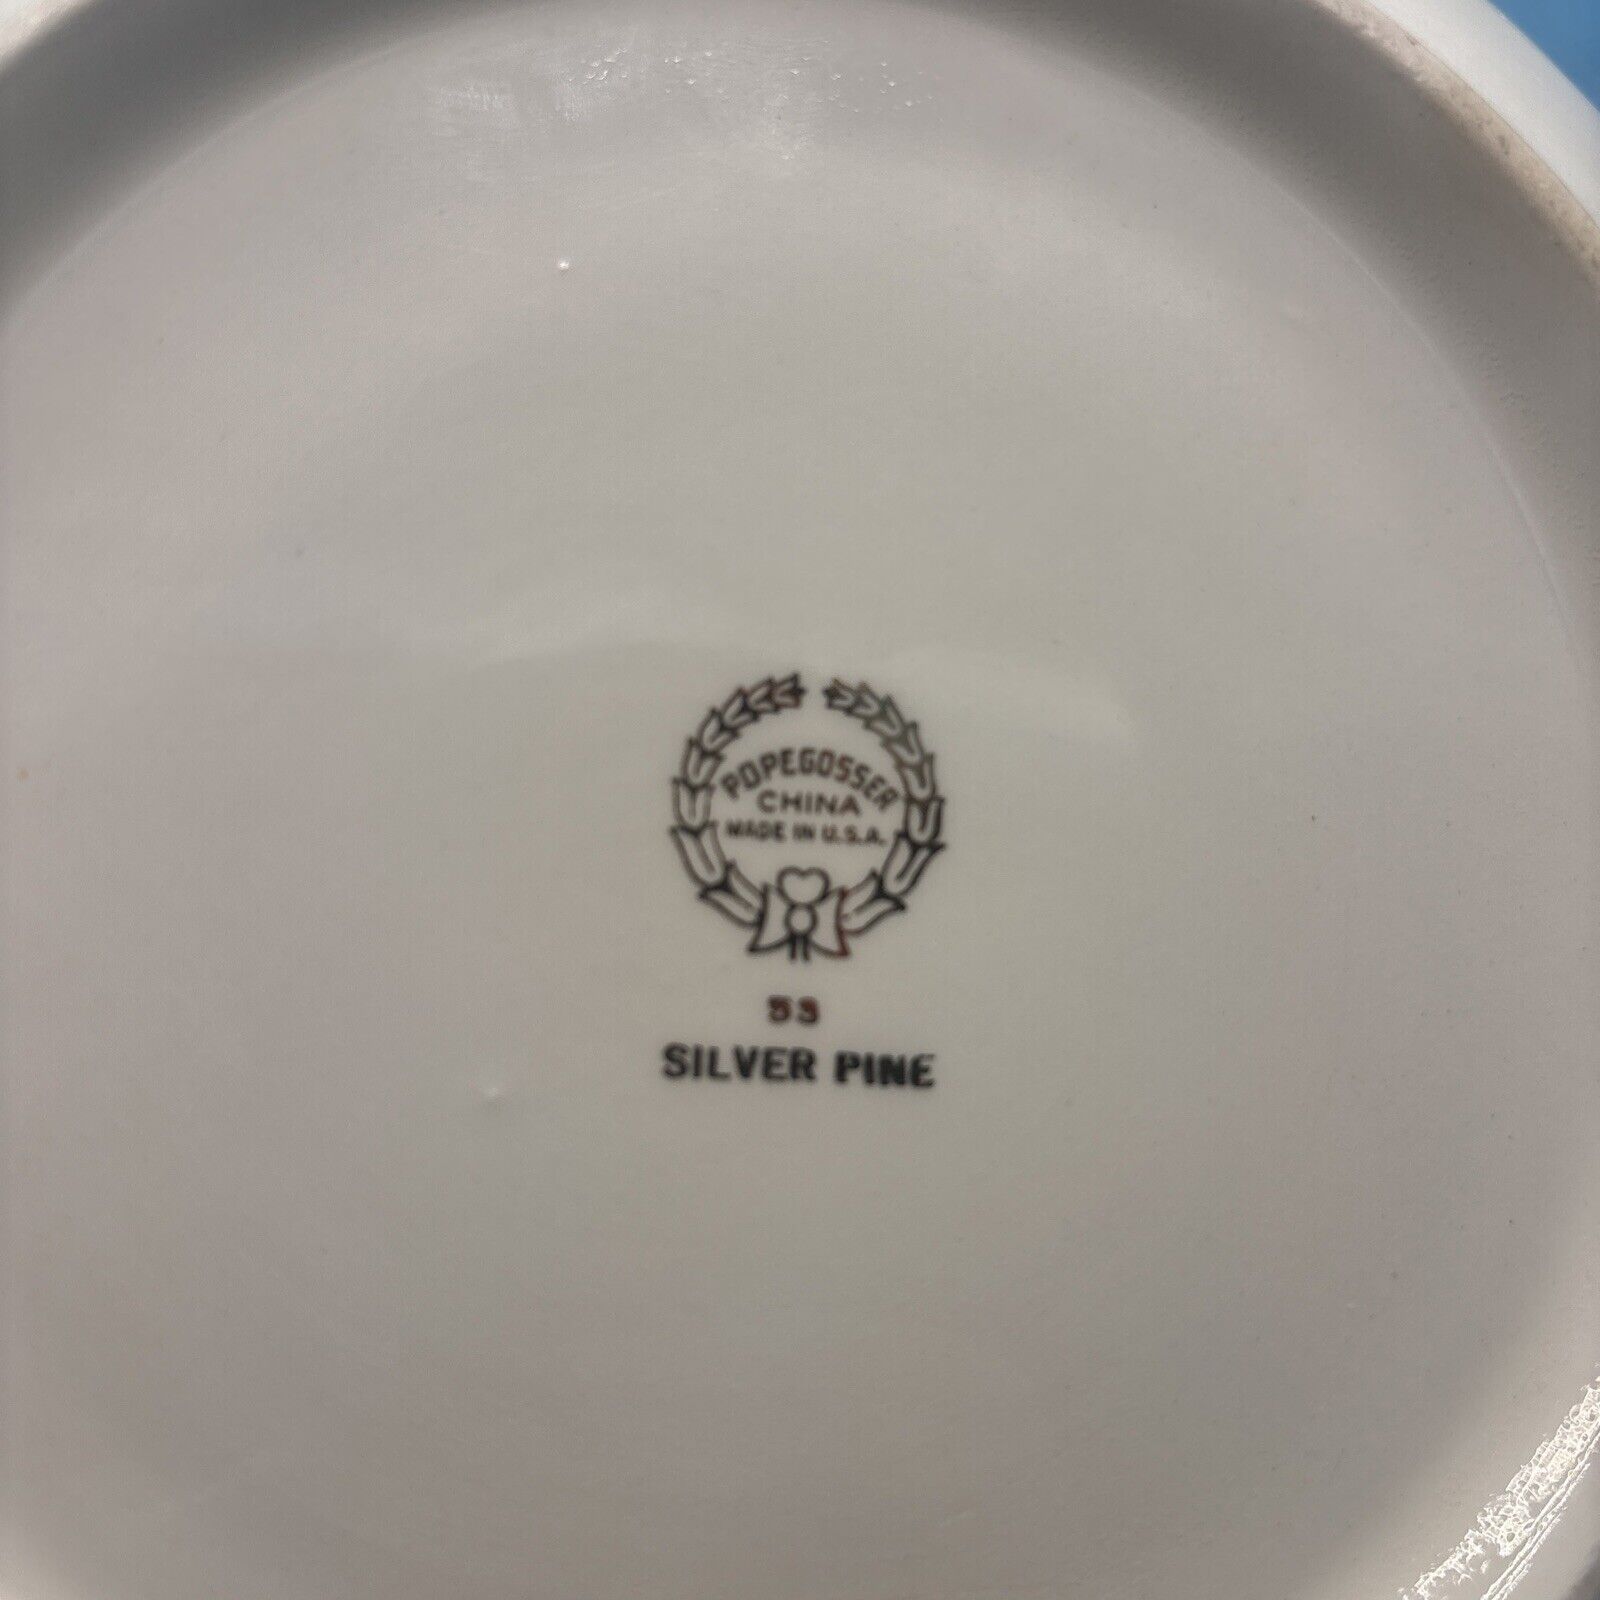 POPEGOSSER
CHINA
MADE IN U.S.A.
53
SILVER PINE